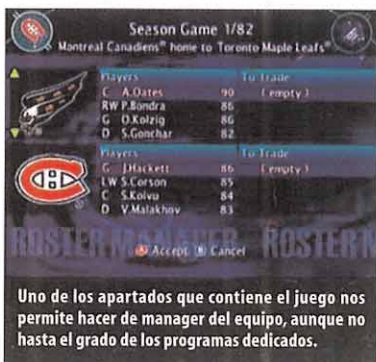 Season Game 1/82
Montreal Canadiens® home to Toronto Maple Leafs®
Players To Trade
C A.Oates 90 ( empty )
RW P.Bondra 86
G O.Kolzig 86
D S.Gonchar 82
Players To Trade
G J.Hackett 86 ( empty )
LW S.Corson 85
C S.Koivu 84
D V.Malakhov 83
ROSTER MANAGER ROSTER M
A Accept B Cancel
Uno de los apartados que contiene el juego nos
permite hacer de manager del equipo, aunque no
hasta el grado de los programas dedicados.